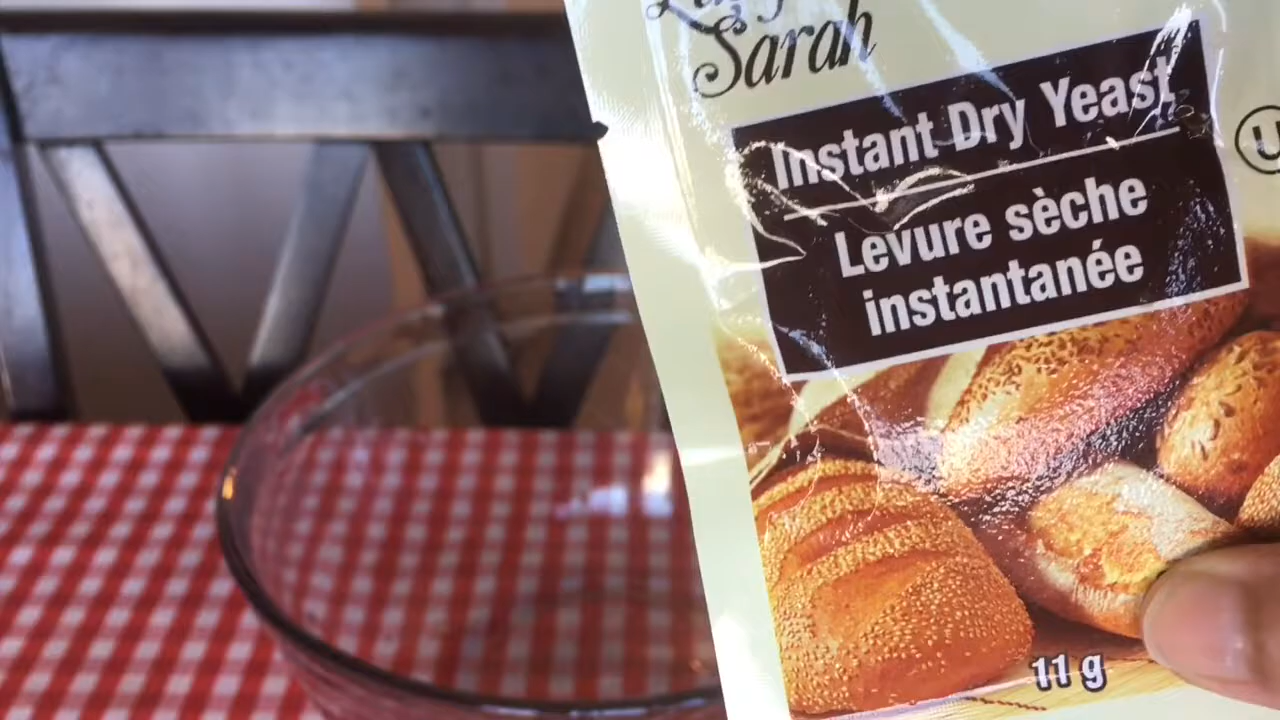 Sarah
Instant Dry Yeast
Levure sèche
instantanée
U
11 g